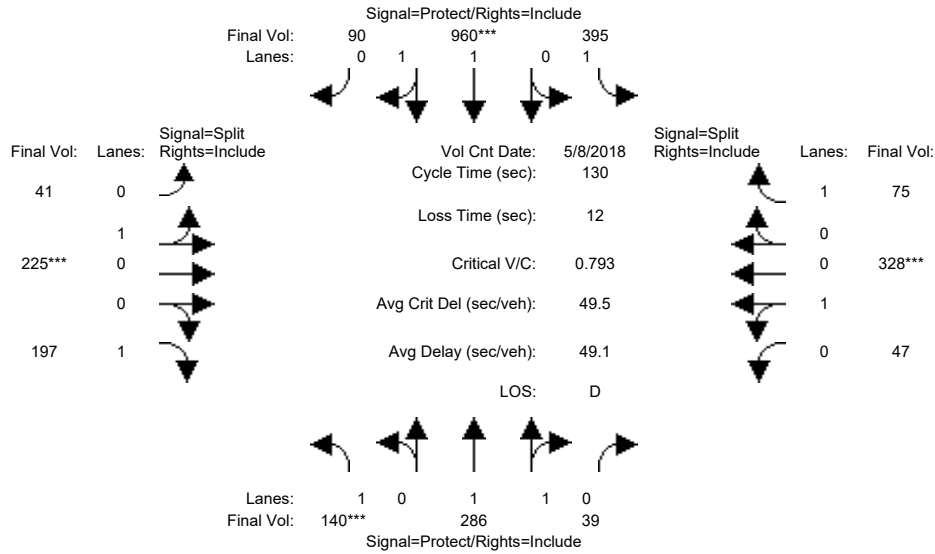 Signal=Protect/Rights=Include
Final Vol: 90 960*** 395
Lanes: 0 1 1 0 1
Signal=Split
Final Vol: Lanes: Rights=Include
Vol Cnt Date: 5/8/2018
Signal=Split
Rights=Include Lanes: Final Vol:
Cycle Time (sec): 130
41 0
1 75
Loss Time (sec): 12
1
0
225*** 0
Critical V/C: 0.793
0 328***
0
Avg Crit Del (sec/veh): 49.5
1
197 1
Avg Delay (sec/veh): 49.1
0 47
LOS: D
Lanes: 1 0 1 1 0
Final Vol: 140*** 286 39
Signal=Protect/Rights=Include